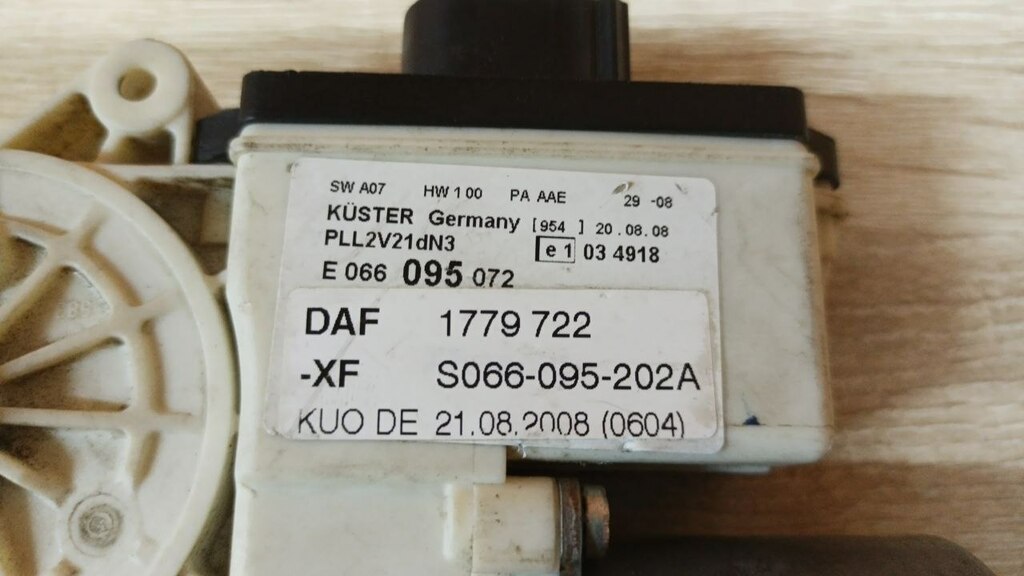 SW A07 HW 1 00 PA AAE 29 -08
KÜSTER Germany [954 ] 20.08.08
PLL2V21dN3 e 1 03 4918
E 066 095 072
DAF 1779 722
-XF S066-095-202A
KUO DE 21.08.2008 (0604)